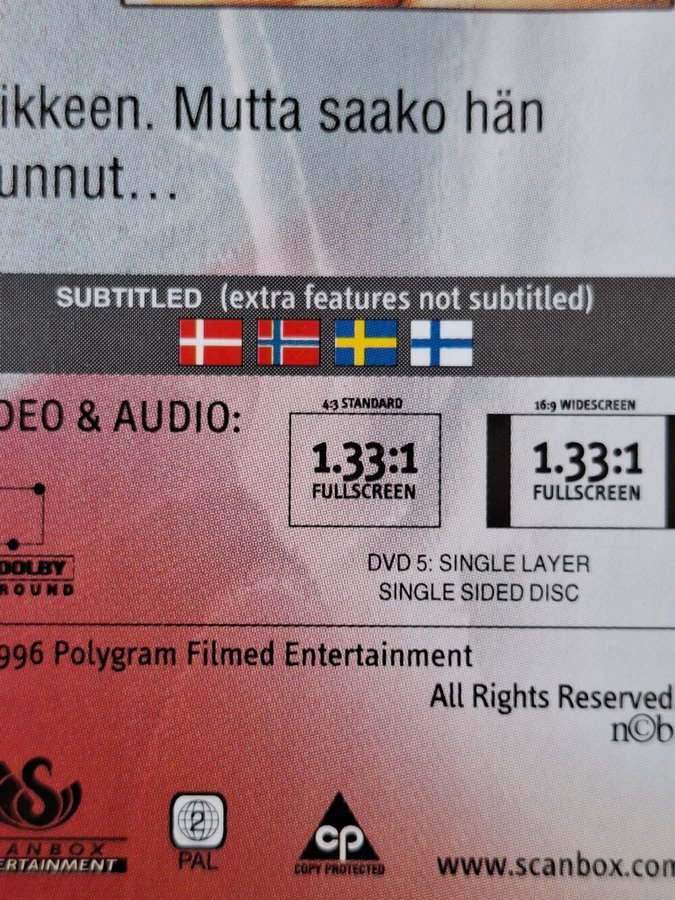 ikkeen. Mutta saako hän
unnut...
SUBTITLED (extra features not subtitled)
DEO & AUDIO:
4:3 STANDARD
1.33:1
FULLSCREEN
16:9 WIDESCREEN
1.33:1
FULLSCREEN
DOLBY
ROUND
DVD 5: SINGLE LAYER
SINGLE SIDED DISC
996 Polygram Filmed Entertainment
All Rights Reserved
n©b
S
ANBOX
ERTAINMENT
2
PAL
cp
COPY PROTECTED
www.scanbox.com